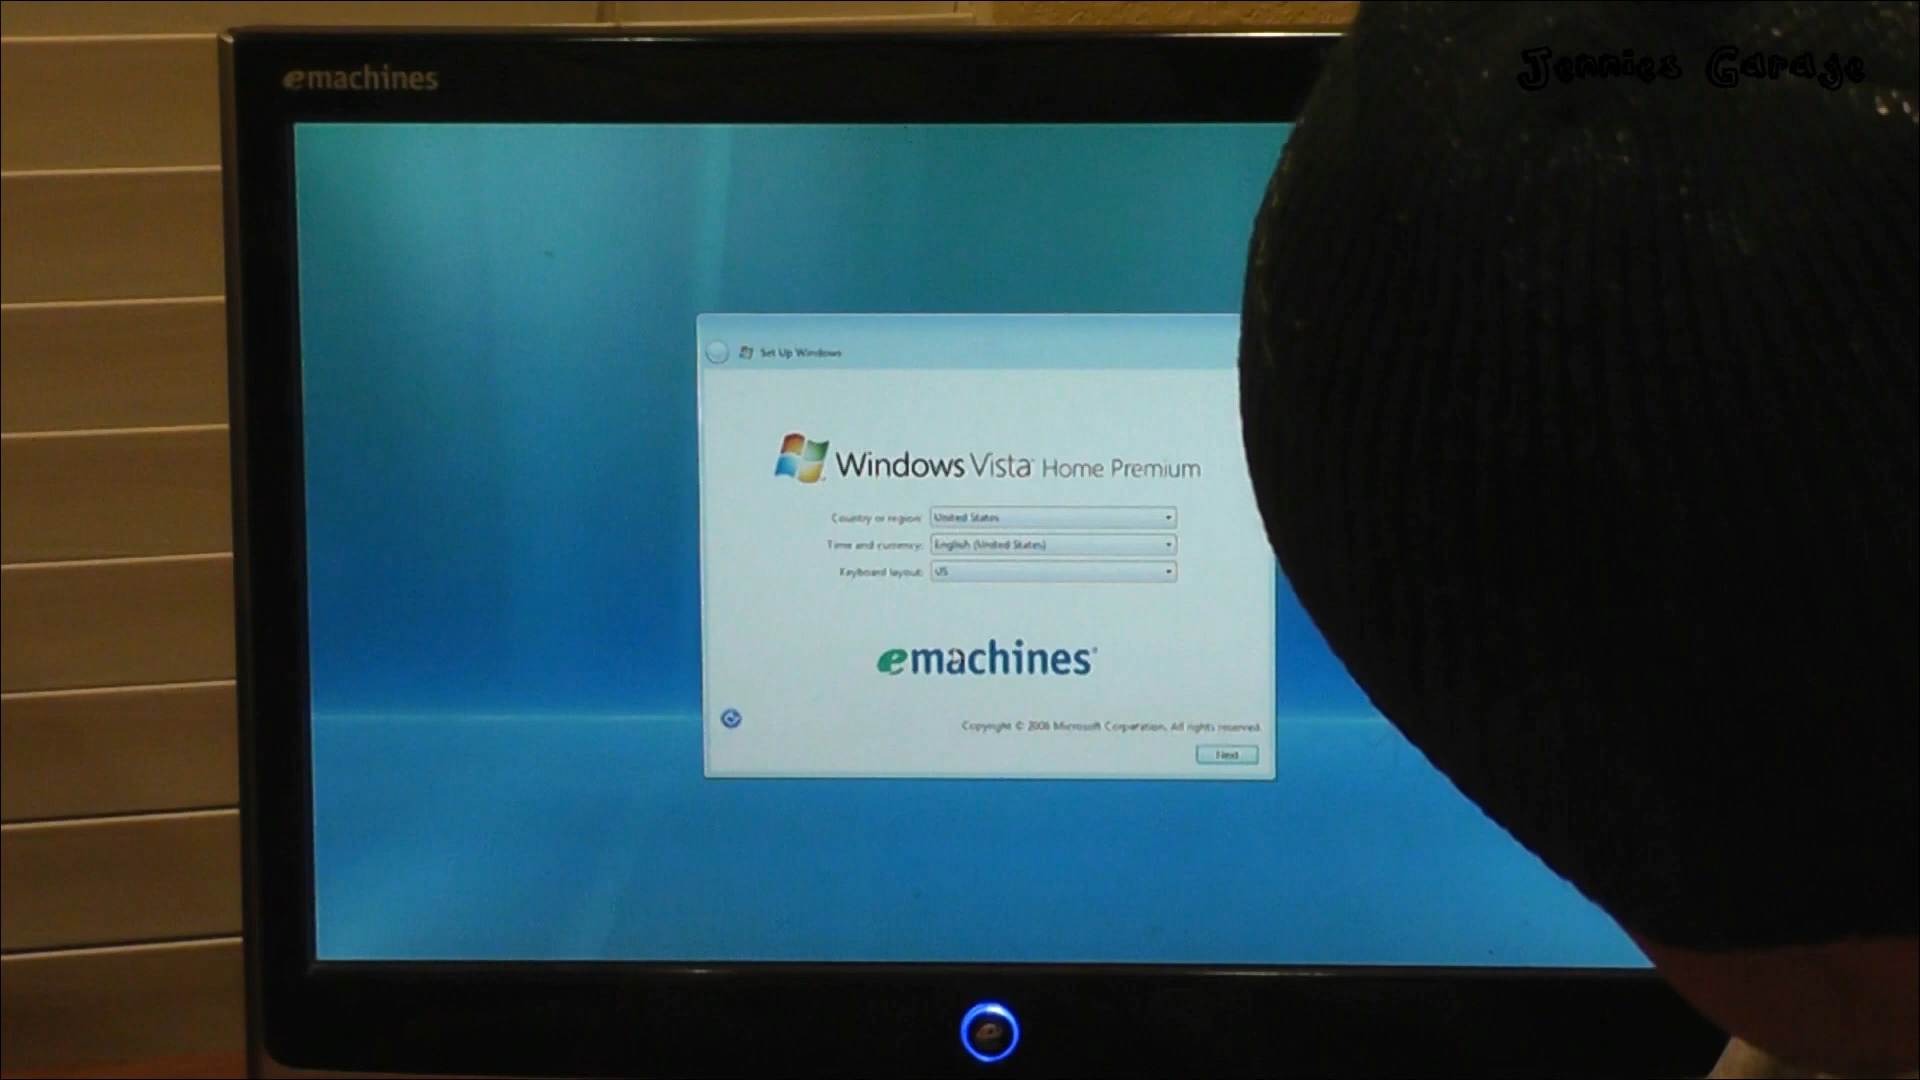 emachines
Jennies Garage
Set Up Windows
Windows Vista™ Home Premium
Country or region: United States
Time and currency: English (United States)
Keyboard layout: US
emachines®
Copyright © 2006 Microsoft Corporation. All rights reserved.
Next